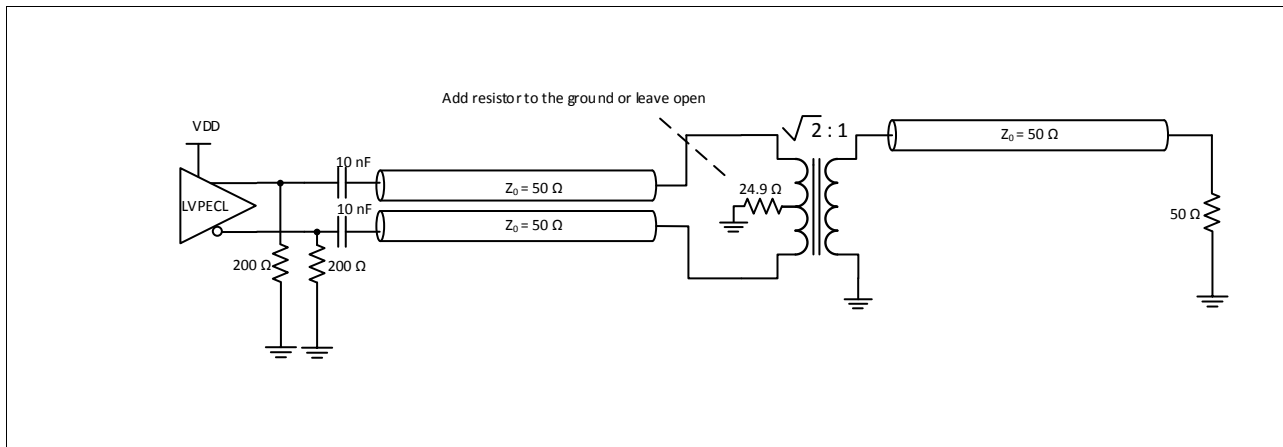 Add resistor to the ground or leave open
VDD
LVPECL
10 nF
10 nF
Z₀ = 50 Ω
Z₀ = 50 Ω
200 Ω
200 Ω
24.9 Ω
√2 : 1
Z₀ = 50 Ω
50 Ω